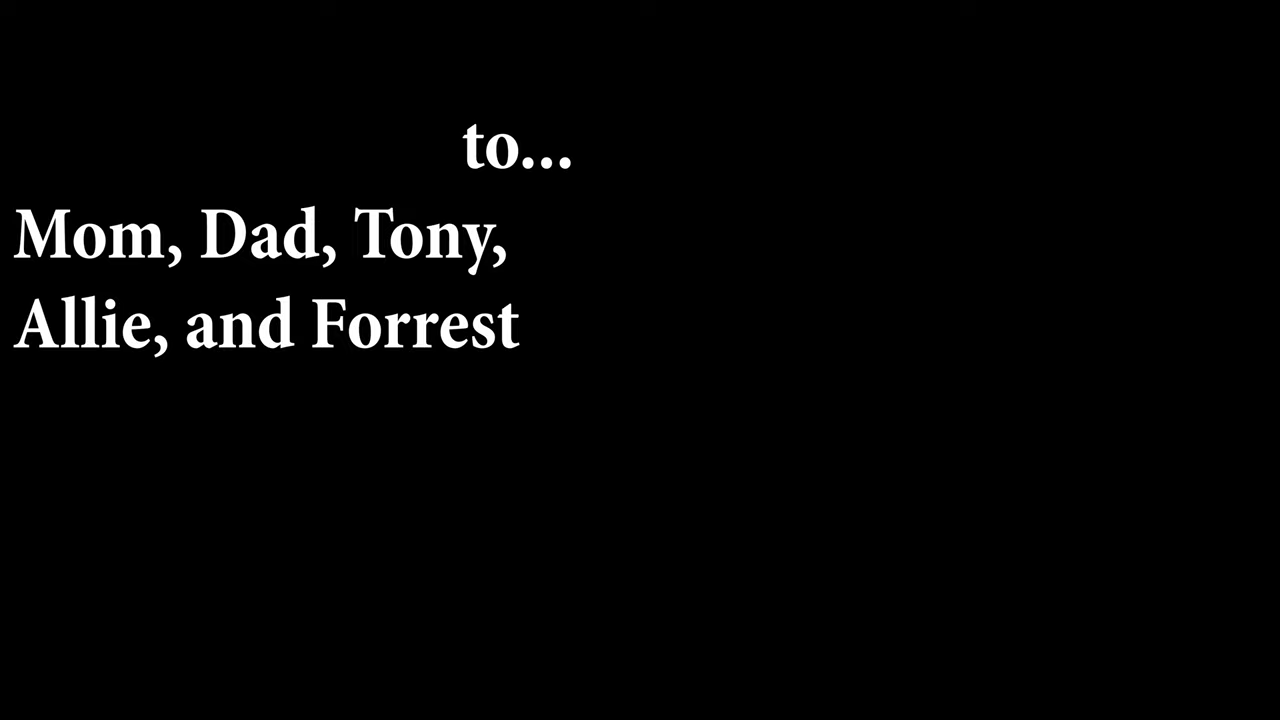 to...
Mom, Dad, Tony,
Allie, and Forrest